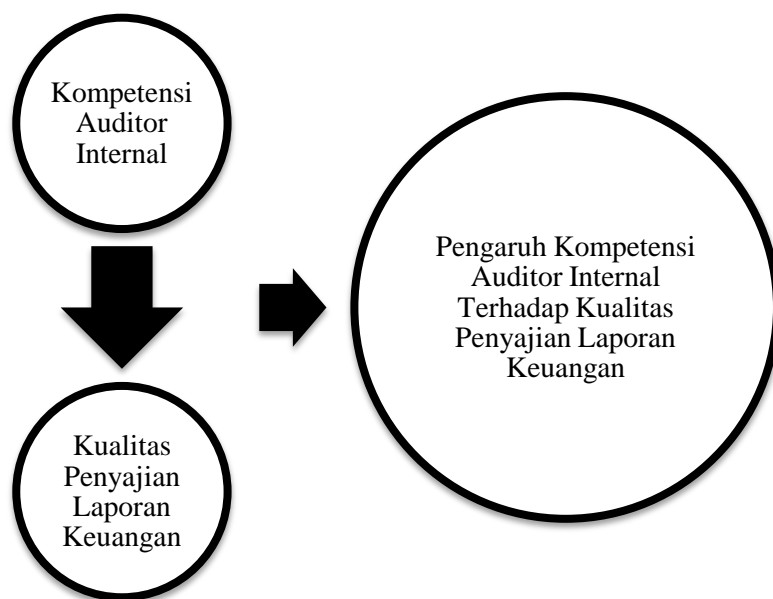 Kompetensi
Auditor
Internal
Kualitas
Penyajian
Laporan
Keuangan
Pengaruh Kompetensi
Auditor Internal
Terhadap Kualitas
Penyajian Laporan
Keuangan